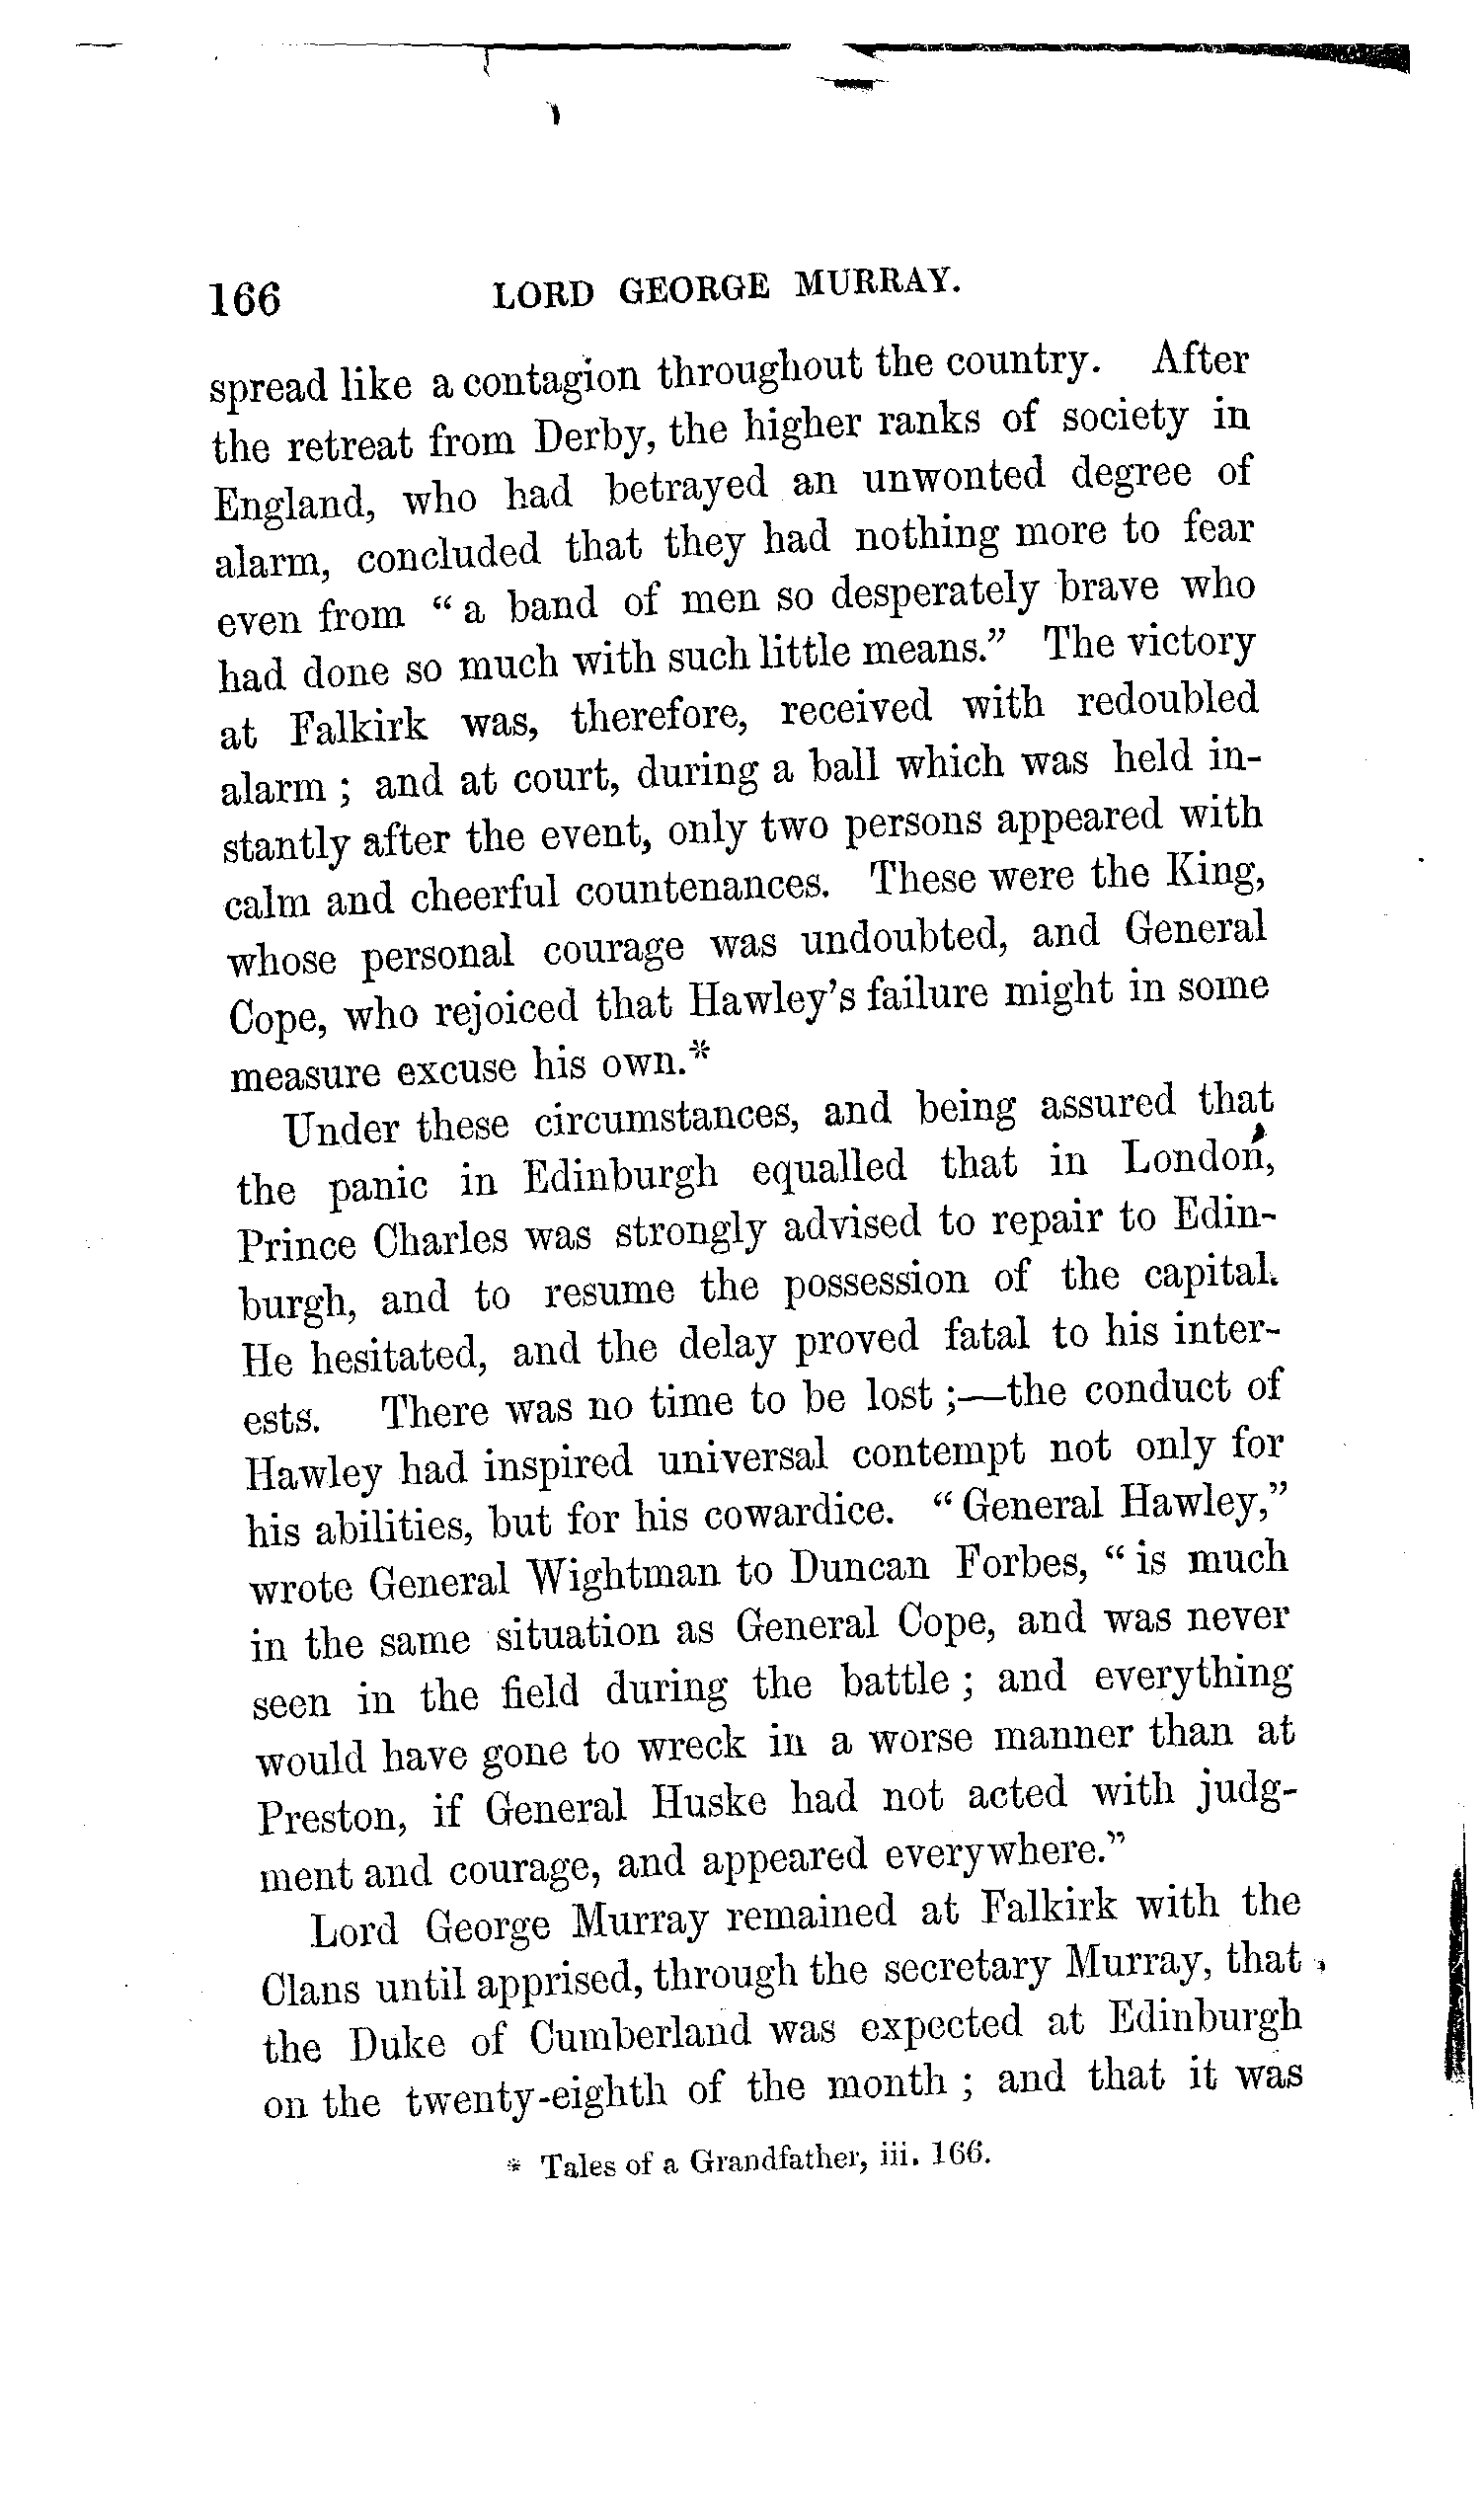 166 LORD GEORGE MURRAY.
spread like a contagion throughout the country. After
the retreat from Derby, the higher ranks of society in
England, who had betrayed an unwonted degree of
alarm, concluded that they had nothing more to fear
even from “a band of men so desperately brave who
had done so much with such little means.” The victory
at Falkirk was, therefore, received with redoubled
alarm ; and at court, during a ball which was held in-
stantly after the event, only two persons appeared with
calm and cheerful countenances. These were the King,
whose personal courage was undoubted, and General
Cope, who rejoiced that Hawley’s failure might in some
measure excuse his own.*
Under these circumstances, and being assured that
the panic in Edinburgh equalled that in London,
Prince Charles was strongly advised to repair to Edin-
burgh, and to resume the possession of the capital.
He hesitated, and the delay proved fatal to his inter-
ests. There was no time to be lost ;—the conduct of
Hawley had inspired universal contempt not only for
his abilities, but for his cowardice. “General Hawley,”
wrote General Wightman to Duncan Forbes, “is much
in the same situation as General Cope, and was never
seen in the field during the battle ; and everything
would have gone to wreck in a worse manner than at
Preston, if General Huske had not acted with judg-
ment and courage, and appeared everywhere.”
Lord George Murray remained at Falkirk with the
Clans until apprised, through the secretary Murray, that
the Duke of Cumberland was expected at Edinburgh
on the twenty-eighth of the month ; and that it was
* Tales of a Grandfather, iii. 166.